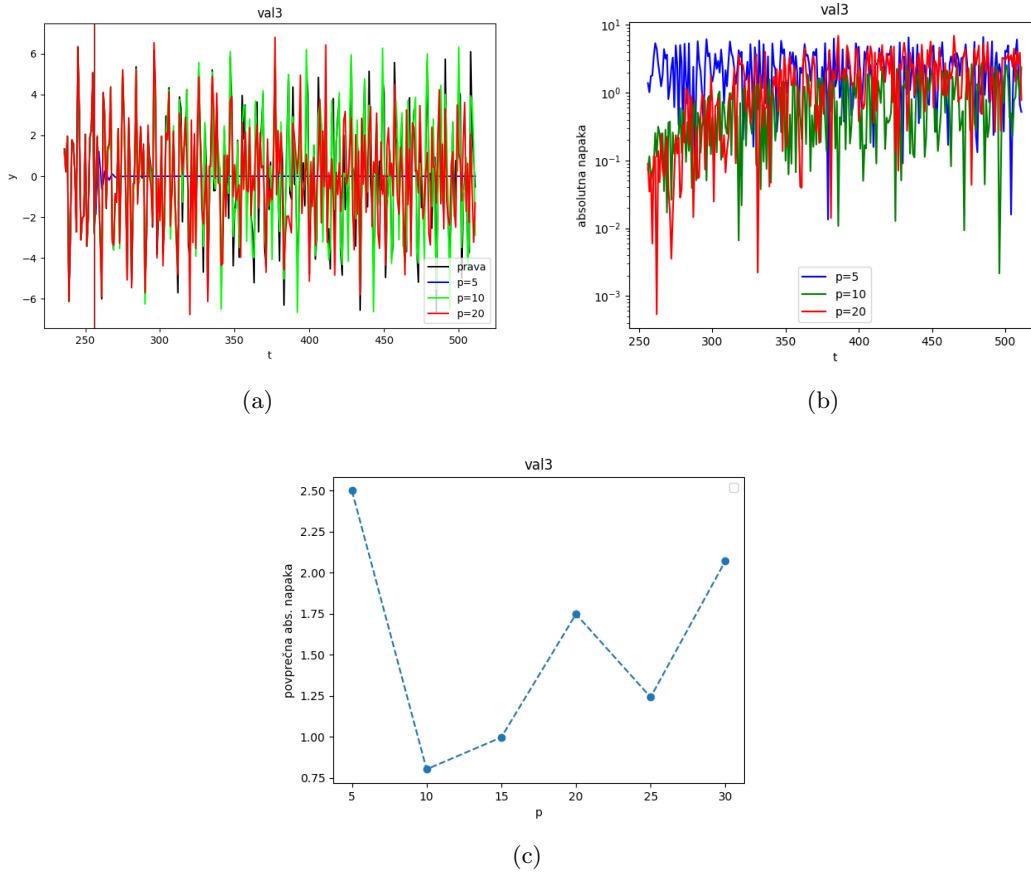 val3
6
4
2
0
−2
−4
−6
y
250
300
350
400
450
500
t
prava
p=5
p=10
p=20
(a)
val3
10¹
10⁰
10⁻¹
10⁻²
10⁻³
absolutna napaka
250
300
350
400
450
500
t
p=5
p=10
p=20
(b)
val3
2.50
2.25
2.00
1.75
1.50
1.25
1.00
0.75
povprečna abs. napaka
5
10
15
20
25
30
p
(c)